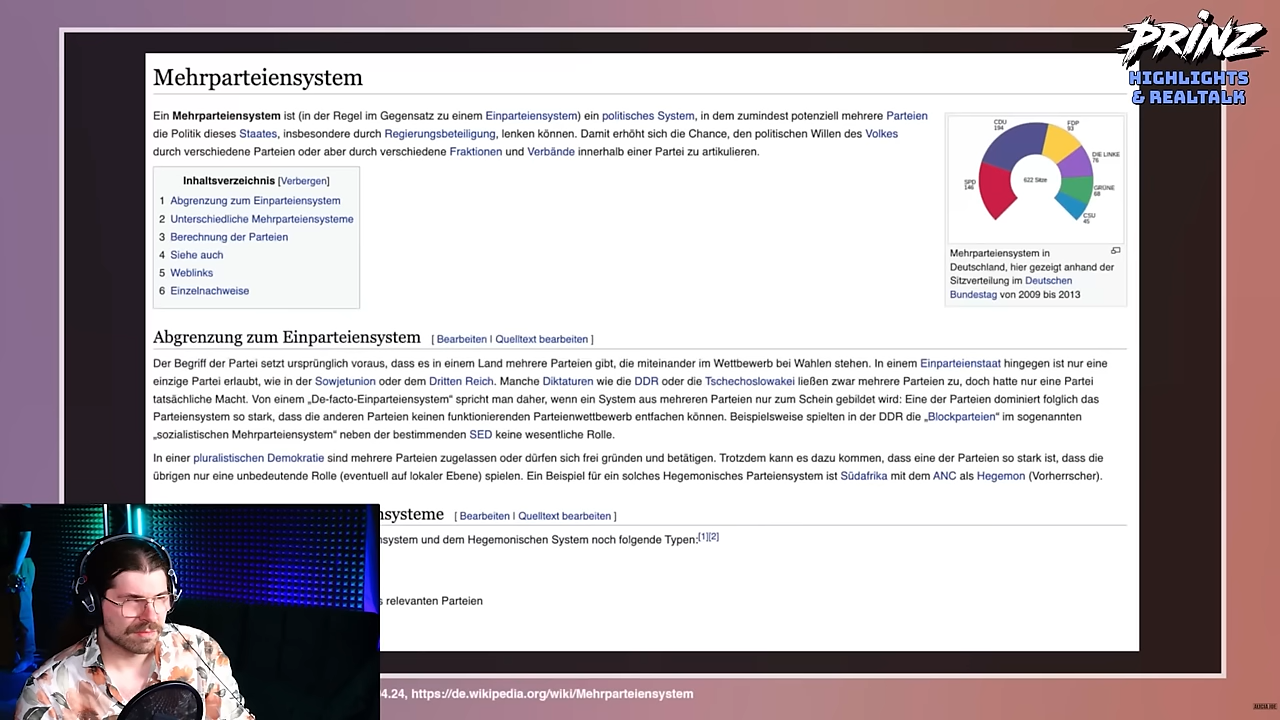 PRINZ
HIGHLIGHTS
& REALTALK
Mehrparteiensystem
Ein Mehrparteiensystem ist (in der Regel im Gegensatz zu einem Einparteiensystem) ein politisches System, in dem zumindest potenziell mehrere Parteien
die Politik dieses Staates, insbesondere durch Regierungsbeteiligung, lenken können. Damit erhöht sich die Chance, den politischen Willen des Volkes
durch verschiedene Parteien oder aber durch verschiedene Fraktionen und Verbände innerhalb einer Partei zu artikulieren.
CDU
194
FDP
93
DIE LINKE
76
SPD
146
622 Sitze
GRÜNE
68
CSU
45
Mehrparteiensystem in
Deutschland, hier gezeigt anhand der
Sitzverteilung im Deutschen
Bundestag von 2009 bis 2013
Inhaltsverzeichnis [Verbergen]
1 Abgrenzung zum Einparteiensystem
2 Unterschiedliche Mehrparteiensysteme
3 Berechnung der Parteien
4 Siehe auch
5 Weblinks
6 Einzelnachweise
Abgrenzung zum Einparteiensystem [ Bearbeiten | Quelltext bearbeiten ]
Der Begriff der Partei setzt ursprünglich voraus, dass es in einem Land mehrere Parteien gibt, die miteinander im Wettbewerb bei Wahlen stehen. In einem Einparteienstaat hingegen ist nur eine
einzige Partei erlaubt, wie in der Sowjetunion oder dem Dritten Reich. Manche Diktaturen wie die DDR oder die Tschechoslowakei ließen zwar mehrere Parteien zu, doch hatte nur eine Partei
tatsächliche Macht. Von einem „De-facto-Einparteiensystem“ spricht man daher, wenn ein System aus mehreren Parteien nur zum Schein gebildet wird: Eine der Parteien dominiert folglich das
Parteiensystem so stark, dass die anderen Parteien keinen funktionierenden Parteienwettbewerb entfachen können. Beispielsweise spielten in der DDR die „Blockparteien“ im sogenannten
„sozialistischen Mehrparteiensystem“ neben der bestimmenden SED keine wesentliche Rolle.
In einer pluralistischen Demokratie sind mehrere Parteien zugelassen oder dürfen sich frei gründen und betätigen. Trotzdem kann es dazu kommen, dass eine der Parteien so stark ist, dass die
übrigen nur eine unbedeutende Rolle (eventuell auf lokaler Ebene) spielen. Ein Beispiel für ein solches Hegemonisches Parteiensystem ist Südafrika mit dem ANC als Hegemon (Vorherrscher).
nsysteme [ Bearbeiten | Quelltext bearbeiten ]
nsystem und dem Hegemonischen System noch folgende Typen:[1][2]
s relevanten Parteien
4.24, https://de.wikipedia.org/wiki/Mehrparteiensystem